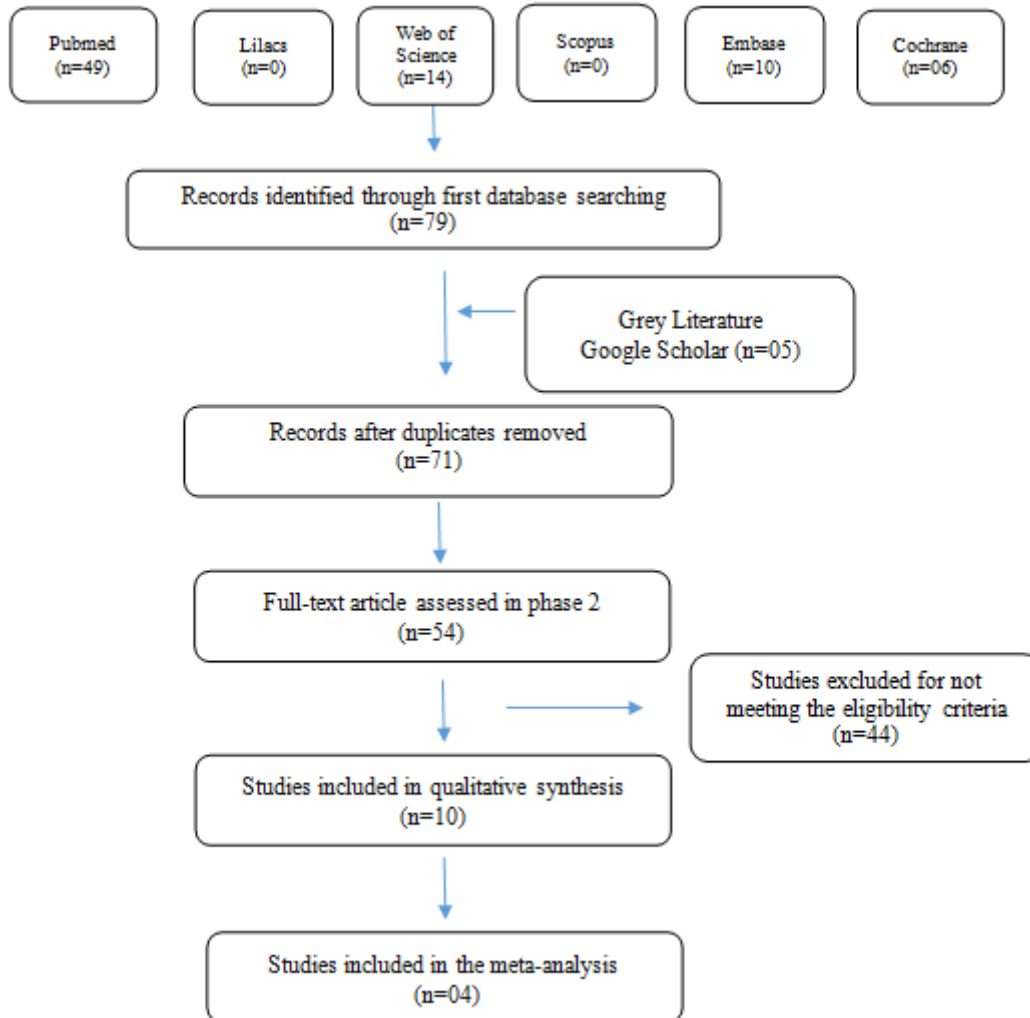 Pubmed
(n=49)
Lilacs
(n=0)
Web of
Science
(n=14)
Scopus
(n=0)
Embase
(n=10)
Cochrane
(n=06)
Records identified through first database searching
(n=79)
Grey Literature
Google Scholar (n=05)
Records after duplicates removed
(n=71)
Full-text article assessed in phase 2
(n=54)
Studies excluded for not
meeting the eligibility criteria
(n=44)
Studies included in qualitative synthesis
(n=10)
Studies included in the meta-analysis
(n=04)